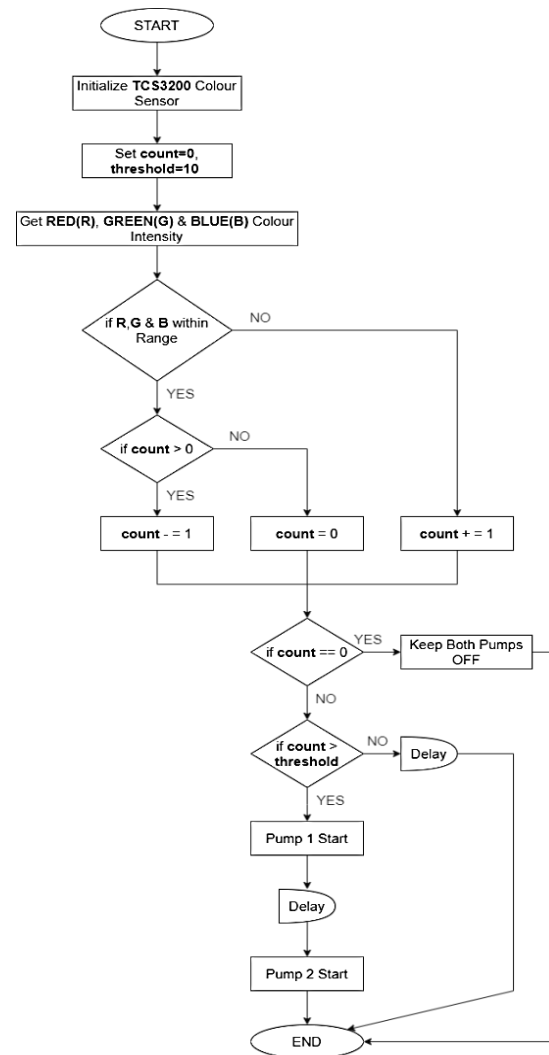 START
Initialize TCS3200 Colour
Sensor
Set count=0,
threshold=10
Get RED(R), GREEN(G) & BLUE(B) Colour
Intensity
if R,G & B within
Range
NO
YES
if count > 0
NO
YES
count - = 1
count = 0
count + = 1
if count == 0
YES
Keep Both Pumps
OFF
NO
if count >
threshold
NO
Delay
YES
Pump 1 Start
Delay
Pump 2 Start
END